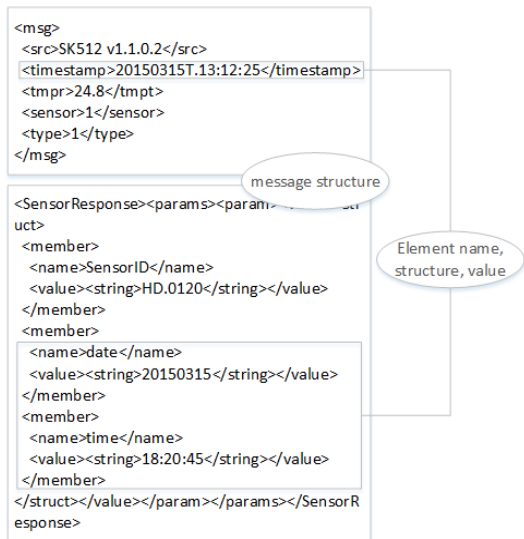 <msg>
<src>SK512 v1.1.0.2</src>
<timestamp>20150315T.13:12:25</timestamp>
<tmpr>24.8</tmpt>
<sensor>1</sensor>
<type>1</type>
</msg>
message structure
<SensorResponse><params><param>
uct>
<member>
<name>SensorID</name>
<value><string>HD.0120</string></value>
</member>
<member>
<name>date</name>
<value><string>20150315</string></value>
</member>
<member>
<name>time</name>
<value><string>18:20:45</string></value>
</member>
</struct></value></param></params></SensorR
esponse>
Element name,
structure, value